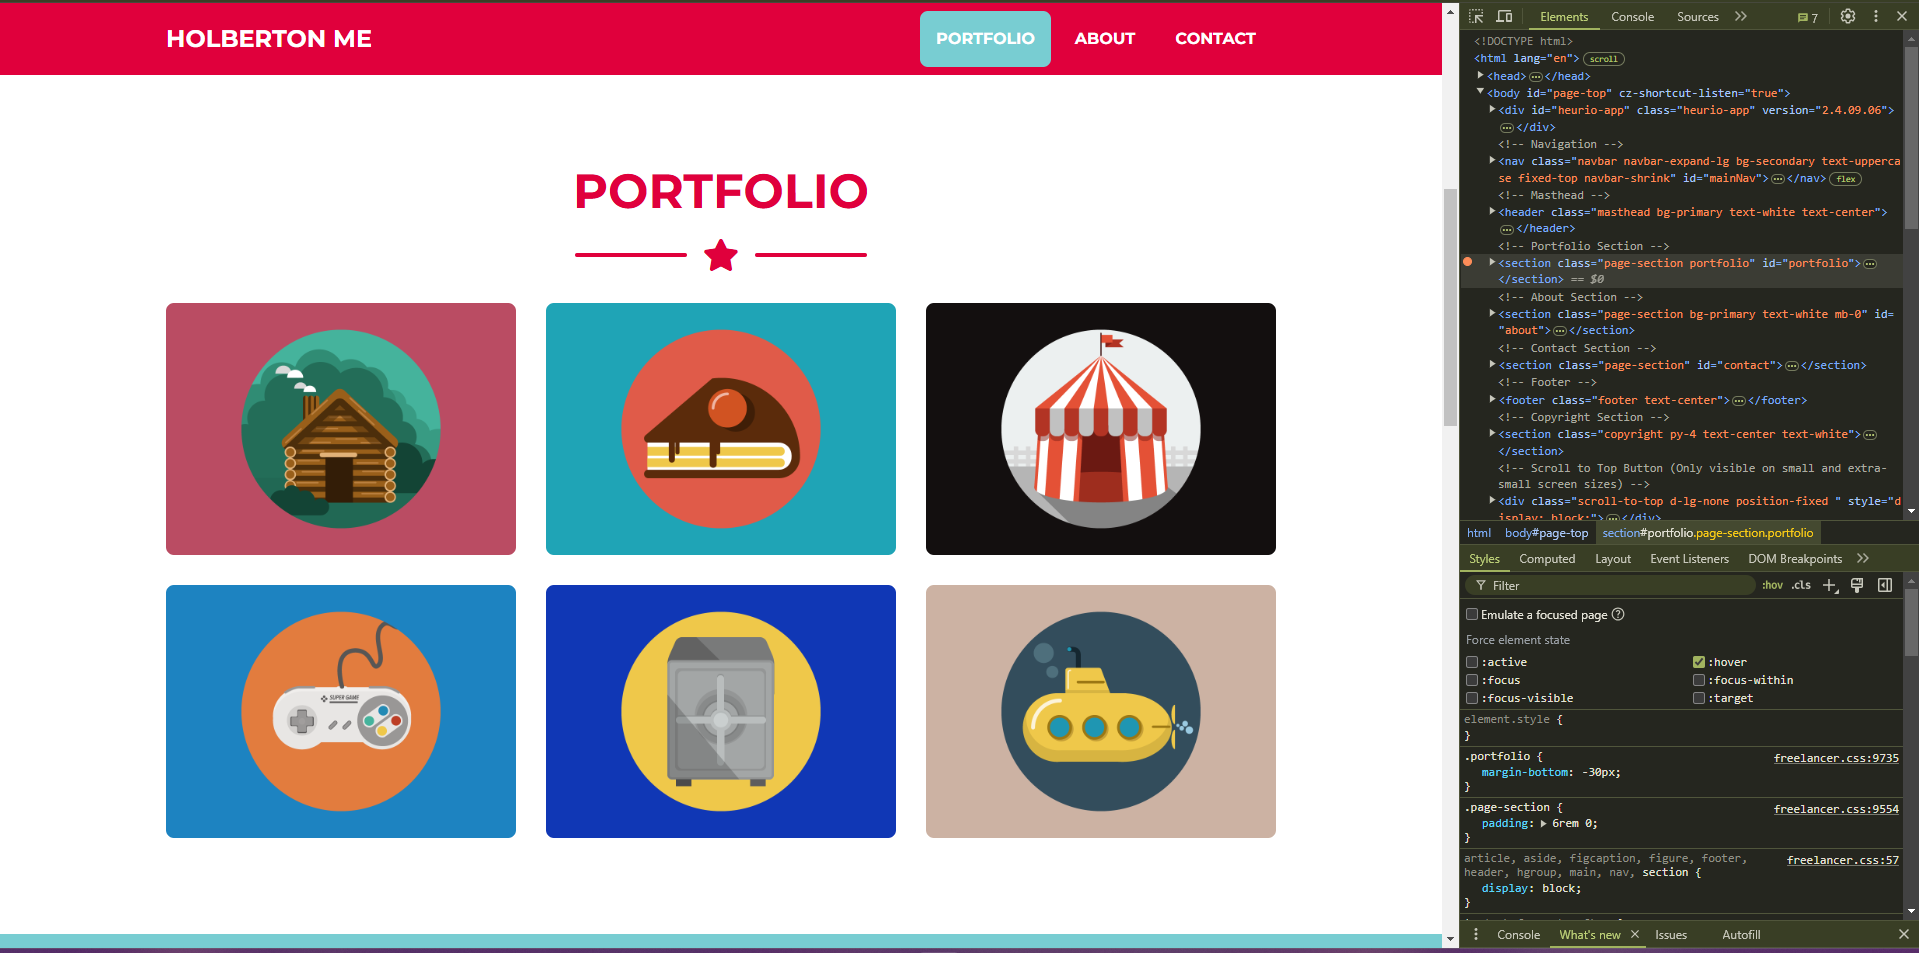 HOLBERTON ME
PORTFOLIO
ABOUT
CONTACT
PORTFOLIO
SUPER GAME
Elements
Console
Sources
7
<!DOCTYPE html>
<html lang="en">
scroll
<head>
</head>
<body id="page-top" cz-shortcut-listen="true">
<div id="heurio-app" class="heurio-app" version="2.4.09.06">
</div>
<!-- Navigation -->
<nav class="navbar navbar-expand-lg bg-secondary text-upperca
se fixed-top navbar-shrink" id="mainNav">
</nav>
flex
<!-- Masthead -->
<header class="masthead bg-primary text-white text-center">
</header>
<!-- Portfolio Section -->
<section class="page-section portfolio" id="portfolio">
</section> == $0
<!-- About Section -->
<section class="page-section bg-primary text-white mb-0" id=
"about">
</section>
<!-- Contact Section -->
<section class="page-section" id="contact">
</section>
<!-- Footer -->
<footer class="footer text-center">
</footer>
<!-- Copyright Section -->
<section class="copyright py-4 text-center text-white">
</section>
<!-- Scroll to Top Button (Only visible on small and extra-
small screen sizes) -->
<div class="scroll-to-top d-lg-none position-fixed " style="d
isplay: block;">
</div>
html
body#page-top
section#portfolio.page-section.portfolio
Styles
Computed
Layout
Event Listeners
DOM Breakpoints
Filter
:hov
.cls
Emulate a focused page
Force element state
:active
:hover
:focus
:focus-within
:focus-visible
:target
element.style {
}
.portfolio {
freelancer.css:9735
margin-bottom: -30px;
}
.page-section {
freelancer.css:9554
padding: 6rem 0;
}
article, aside, figcaption, figure, footer,
freelancer.css:57
header, hgroup, main, nav, section {
display: block;
}
Console
What's new
Issues
Autofill